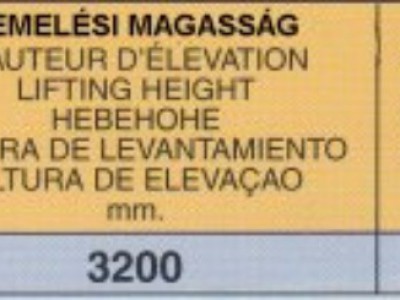 EMELÉSI MAGASSÁG
AUTEUR D'ÉLEVATION
LIFTING HEIGHT
HEBEHOHE
RA DE LEVANTAMIENTO
LTURA DE ELEVAÇAO
mm.
3200